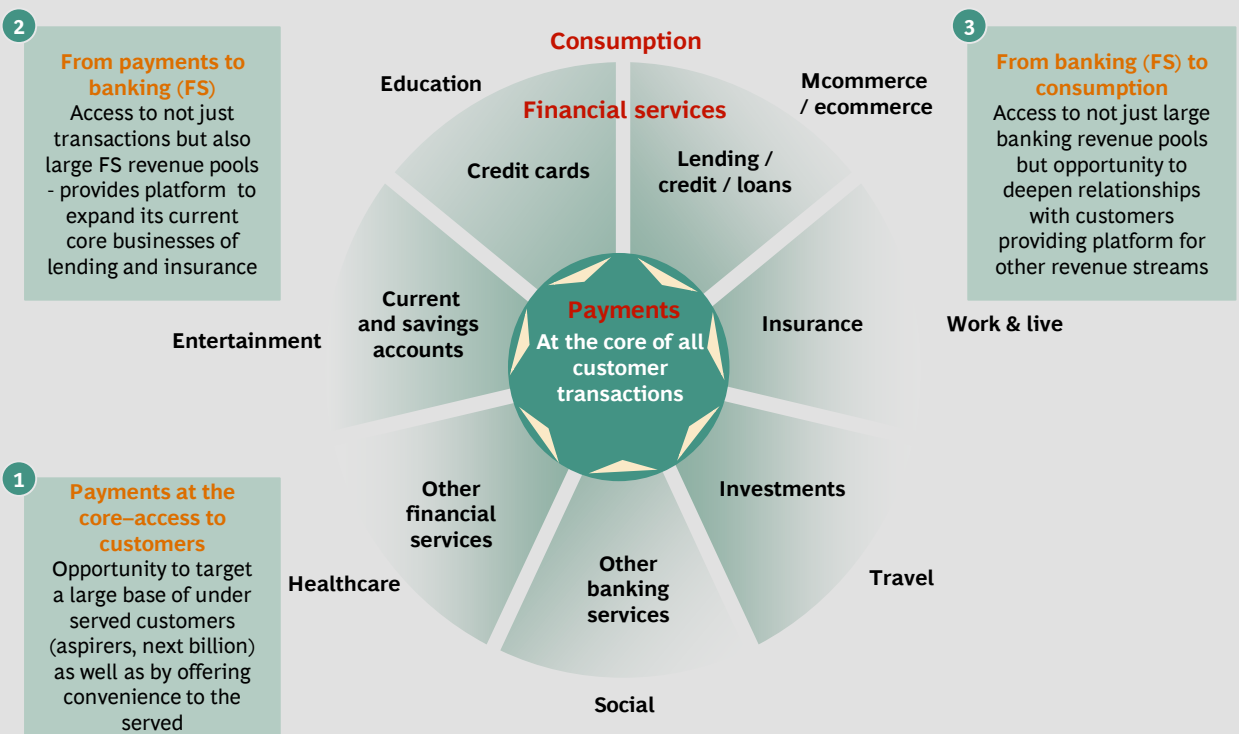 2
From payments to
banking (FS)
Access to not just
transactions but also
large FS revenue pools
- provides platform to
expand its current
core businesses of
lending and insurance
1
Payments at the
core–access to
customers
Opportunity to target
a large base of under
served customers
(aspirers, next billion)
as well as by offering
convenience to the
served
Consumption
Education
Mcommerce
/ ecommerce
Financial services
Credit cards
Lending /
credit / loans
Current
and savings
accounts
Payments
At the core of all
customer
transactions
Insurance
Entertainment
Work & live
Other
financial
services
Investments
Other
banking
services
Healthcare
Travel
Social
3
From banking (FS) to
consumption
Access to not just large
banking revenue pools
but opportunity to
deepen relationships
with customers
providing platform for
other revenue streams